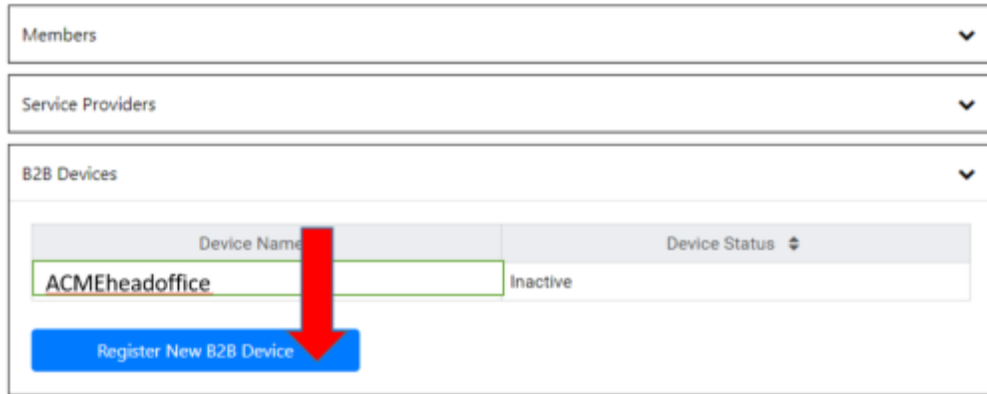 Members
Service Providers
B2B Devices
Device Name Device Status
ACMEheadoffice Inactive
Register New B2B Device